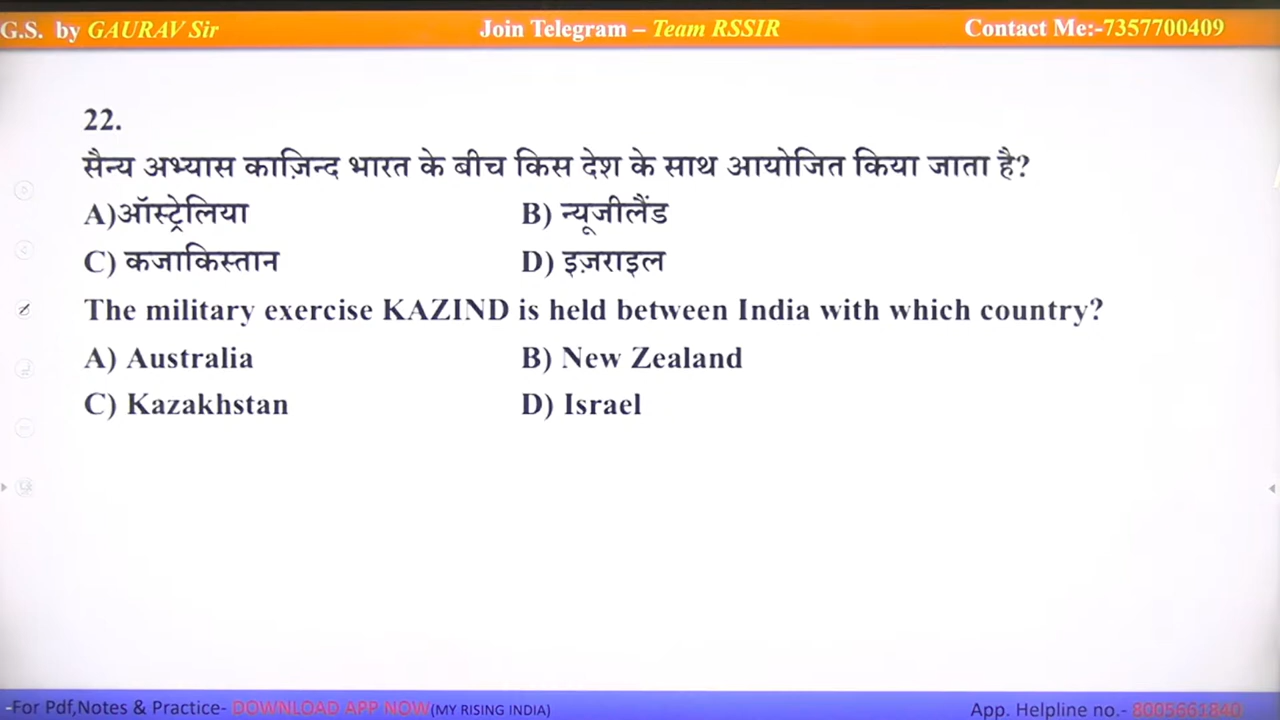 G.S. by GAURAV Sir Join Telegram – Team RSSIR Contact Me:-7357700409
22.
सैन्य अभ्यास काज़िन्द भारत के बीच किस देश के साथ आयोजित किया जाता है?
A)ऑस्ट्रेलिया B) न्यूजीलैंड
C) कजाकिस्तान D) इज़राइल
The military exercise KAZIND is held between India with which country?
A) Australia B) New Zealand
C) Kazakhstan D) Israel
-For Pdf,Notes & Practice- DOWNLOAD APP NOW(MY RISING INDIA) App. Helpline no.- 8005661840